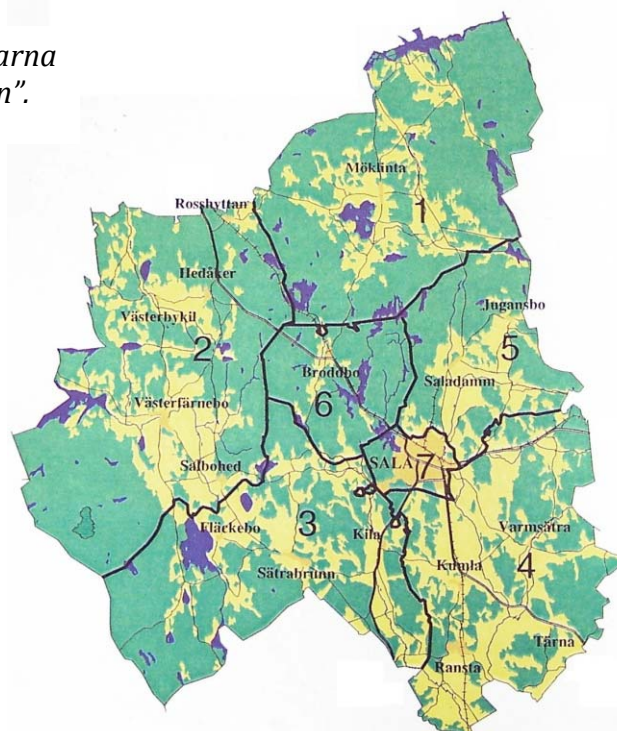 arna
n”.
Möklinta
1
Rosshyttan
Hedåker
Jugansbo
Västerbykil
2
5
Broddbo
Saladamm
6
Västerfärnebo
SALA
7
Salbohed
3
Fläckebo
Kila
Varmsätra
Kumla
4
Sätrabrunn
Tärna
Ransta